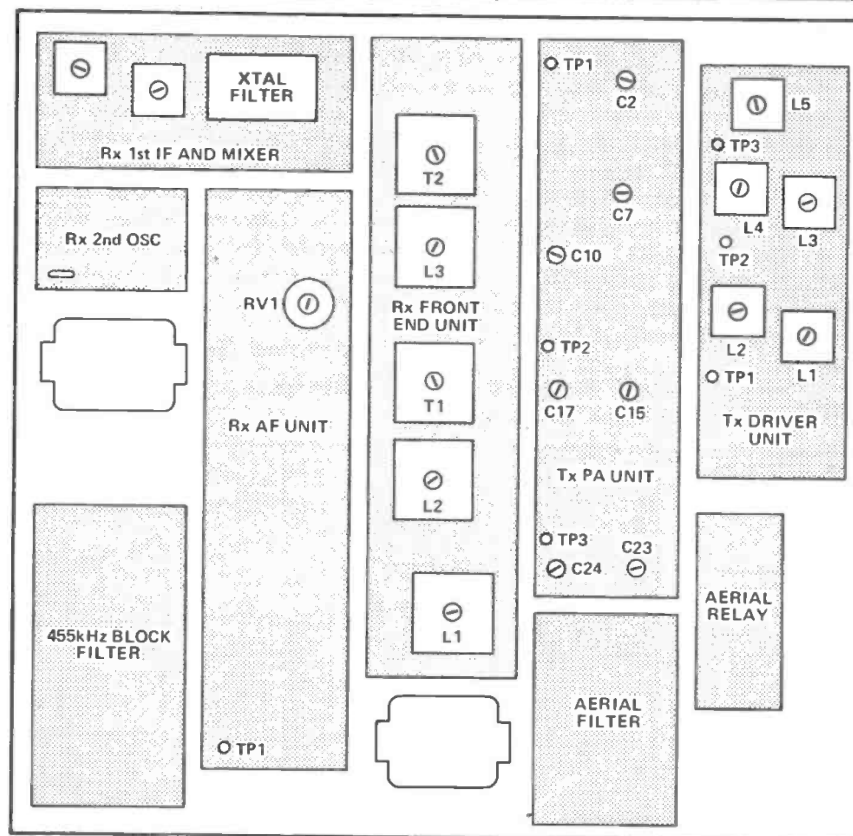 XTAL
FILTER
Rx 1st IF AND MIXER
Rx 2nd OSC
RV1
Rx AF UNIT
TP1
455kHz BLOCK
FILTER
T2
L3
Rx FRONT
END UNIT
T1
L2
L1
TP1
C2
C7
C10
TP2
C17
C15
Tx PA UNIT
TP3
C23
C24
AERIAL
FILTER
L5
TP3
L4
L3
TP2
L2
L1
TP1
Tx DRIVER
UNIT
AERIAL
RELAY